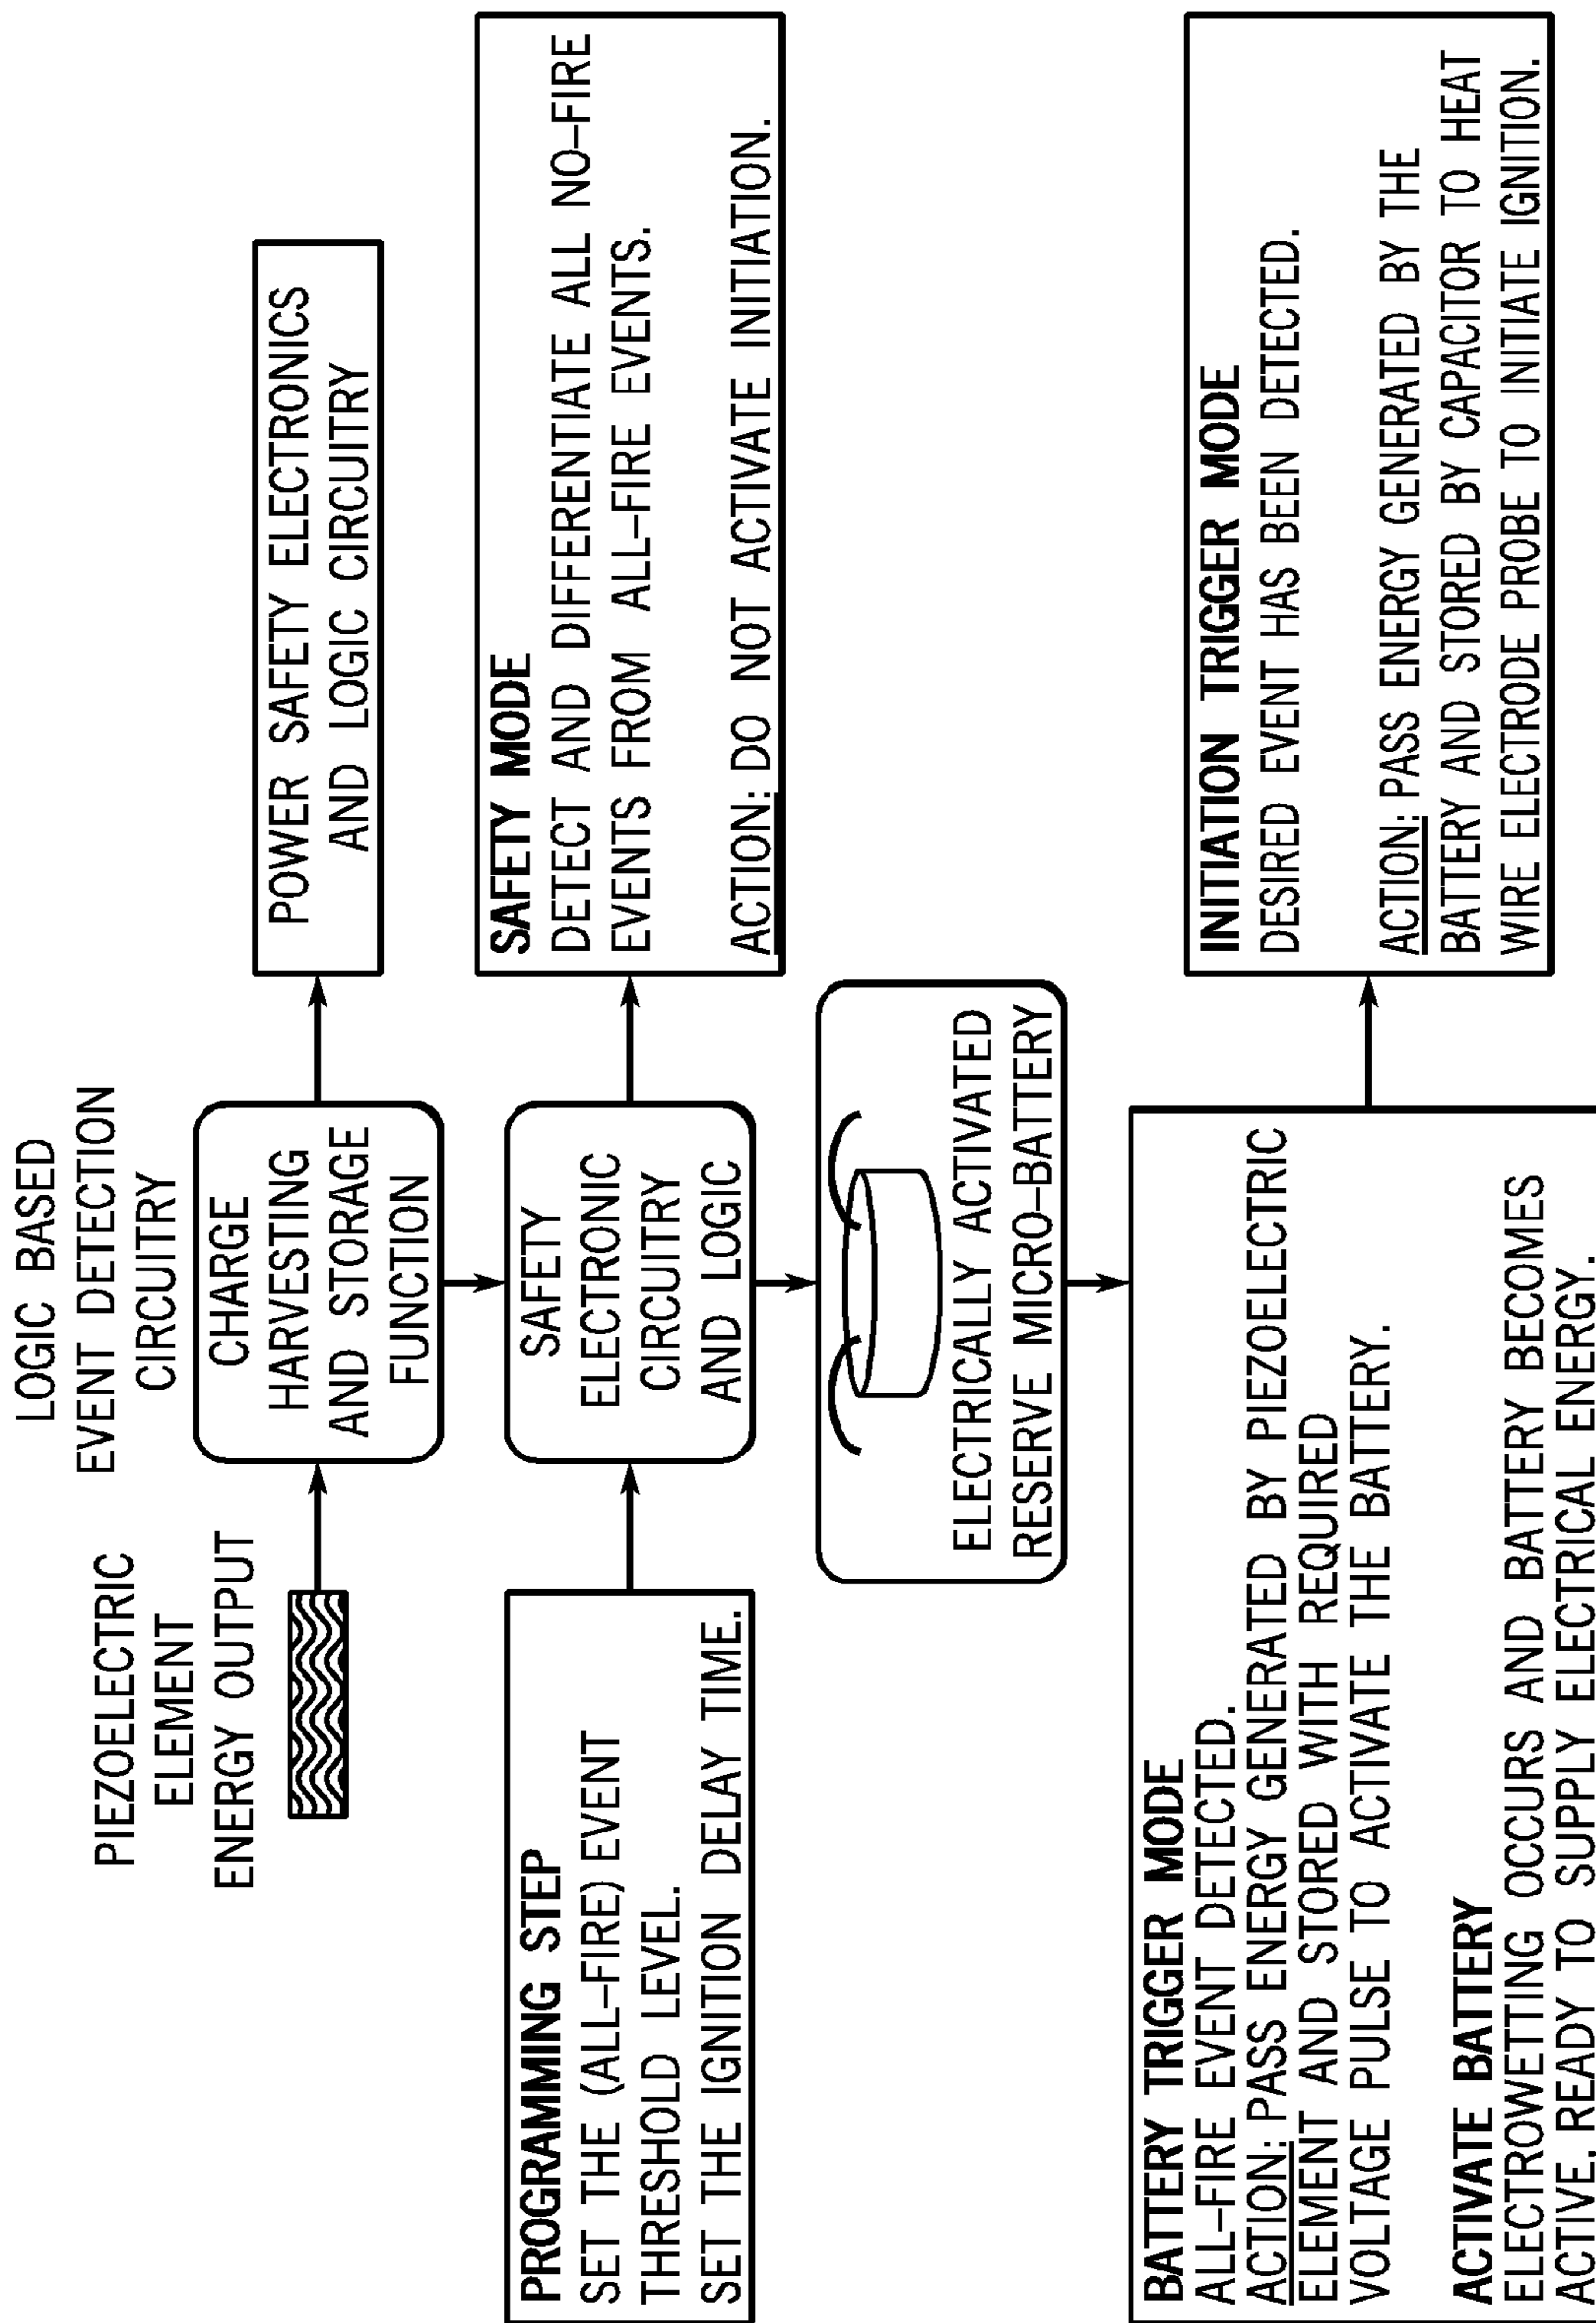 LOGIC BASED
EVENT DETECTION
CIRCUITRY
PIEZOELECTRIC
ELEMENT
ENERGY OUTPUT
CHARGE
HARVESTING
AND STORAGE
FUNCTION
POWER SAFETY ELECTRONICS
AND LOGIC CIRCUITRY
PROGRAMMING STEP
SET THE (ALL-FIRE) EVENT
THRESHOLD LEVEL.
SET THE IGNITION DELAY TIME.
SAFETY
ELECTRONIC
CIRCUITRY
AND LOGIC
SAFETY MODE
DETECT AND DIFFERENTIATE ALL NO-FIRE
EVENTS FROM ALL-FIRE EVENTS.
ACTION: DO NOT ACTIVATE INITIATION.
ELECTRICALLY ACTIVATED
RESERVE MICRO-BATTERY
BATTERY TRIGGER MODE
ALL-FIRE EVENT DETECTED.
ACTION: PASS ENERGY GENERATED BY PIEZOELECTRIC
ELEMENT AND STORED WITH REQUIRED
VOLTAGE PULSE TO ACTIVATE THE BATTERY.
ACTIVATE BATTERY
ELECTROWETTING OCCURS AND BATTERY BECOMES
ACTIVE, READY TO SUPPLY ELECTRICAL ENERGY.
INITIATION TRIGGER MODE
DESIRED EVENT HAS BEEN DETECTED.
ACTION: PASS ENERGY GENERATED BY THE
BATTERY AND STORED BY CAPACITOR TO HEAT
WIRE ELECTRODE PROBE TO INITIATE IGNITION.